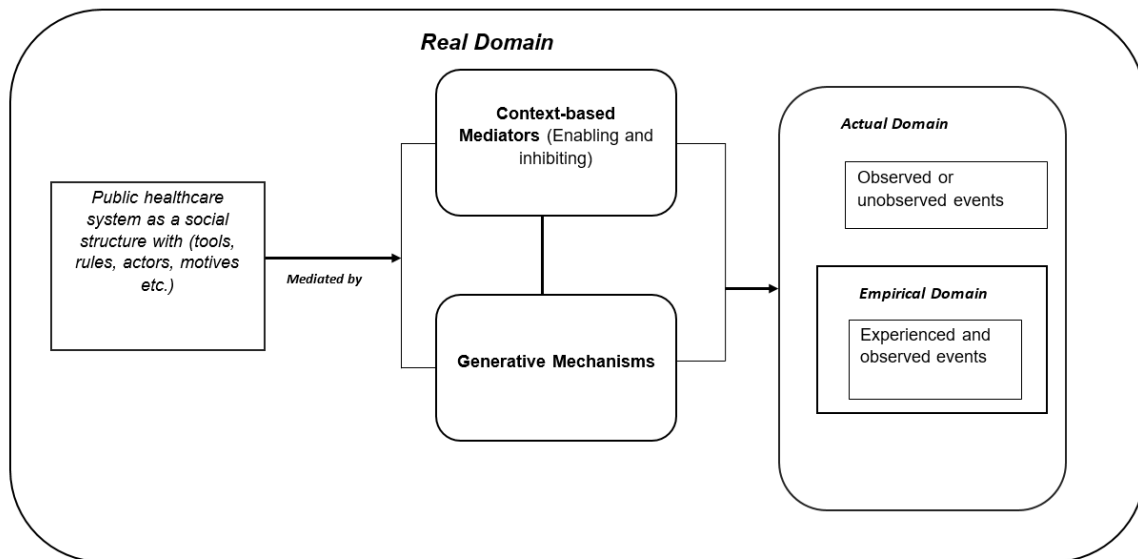 Real Domain
Public healthcare
system as a social
structure with (tools,
rules, actors, motives
etc.)
Mediated by
Context-based
Mediators (Enabling and
inhibiting)
Generative Mechanisms
Actual Domain
Observed or
unobserved events
Empirical Domain
Experienced and
observed events